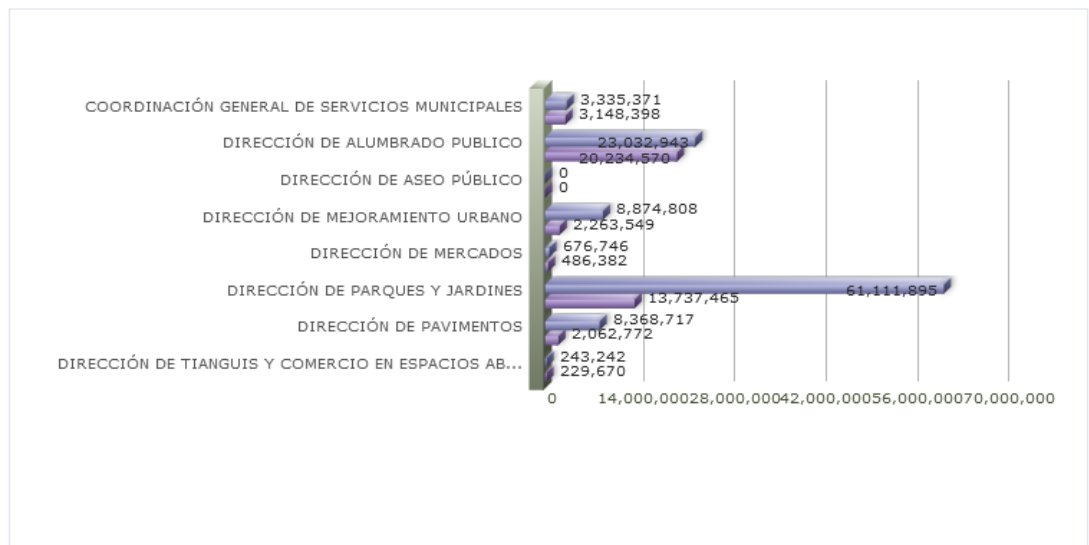 COORDINACIÓN GENERAL DE SERVICIOS MUNICIPALES
3,335,371
3,148,398
DIRECCIÓN DE ALUMBRADO PUBLICO
23,032,943
20,234,570
DIRECCIÓN DE ASEO PÚBLICO
0
0
DIRECCIÓN DE MEJORAMIENTO URBANO
8,874,808
2,263,549
DIRECCIÓN DE MERCADOS
676,746
486,382
DIRECCIÓN DE PARQUES Y JARDINES
61,111,895
13,737,465
DIRECCIÓN DE PAVIMENTOS
8,368,717
2,062,772
DIRECCIÓN DE TIANGUIS Y COMERCIO EN ESPACIOS AB...
243,242
229,670
0 14,000,000 28,000,000 42,000,000 56,000,000 70,000,000